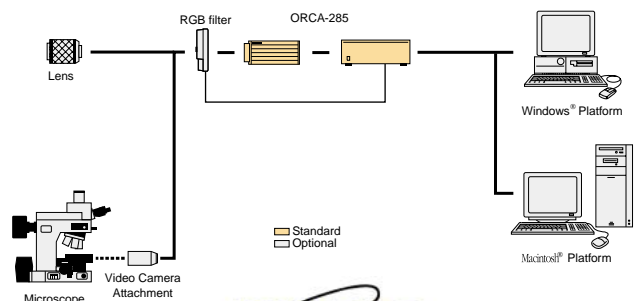 RGB filter
ORCA-285
Lens
Windows® Platform
Standard
Optional
Macintosh® Platform
Video Camera
Attachment
Microscope